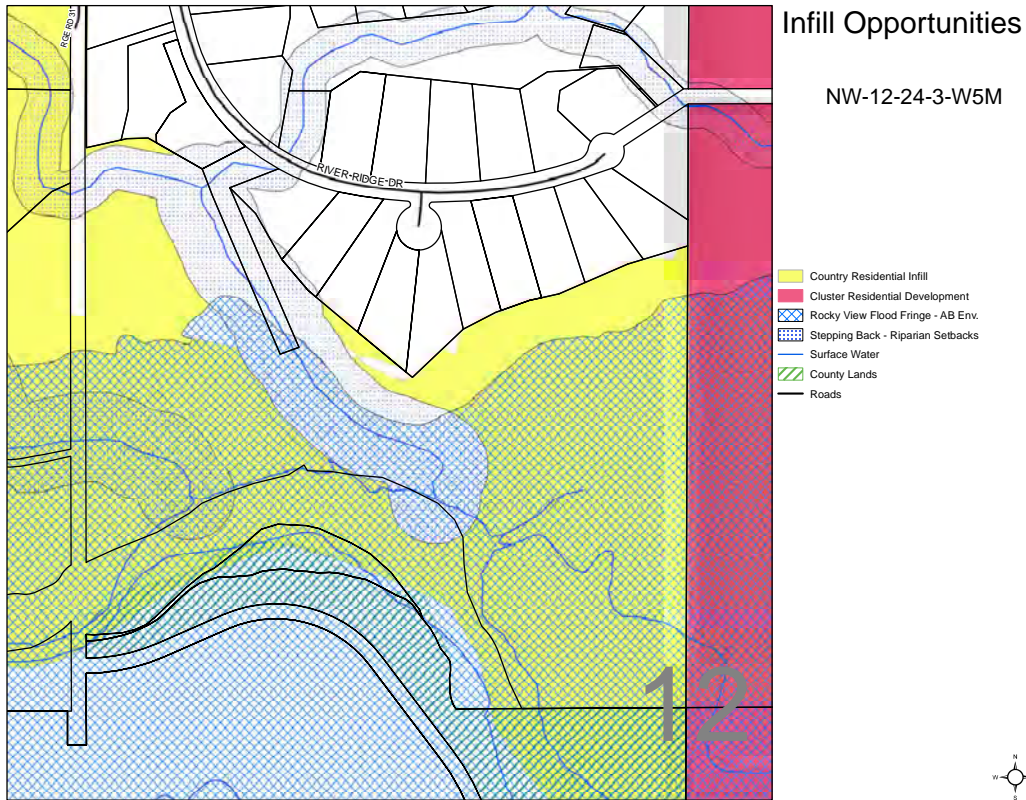 Infill Opportunities
NW-12-24-3-W5M
RGE RD 31
RIVER-RIDGE-DR
Country Residential Infill
Cluster Residential Development
Rocky View Flood Fringe - AB Env.
Stepping Back - Riparian Setbacks
Surface Water
County Lands
Roads
12
N
W
S